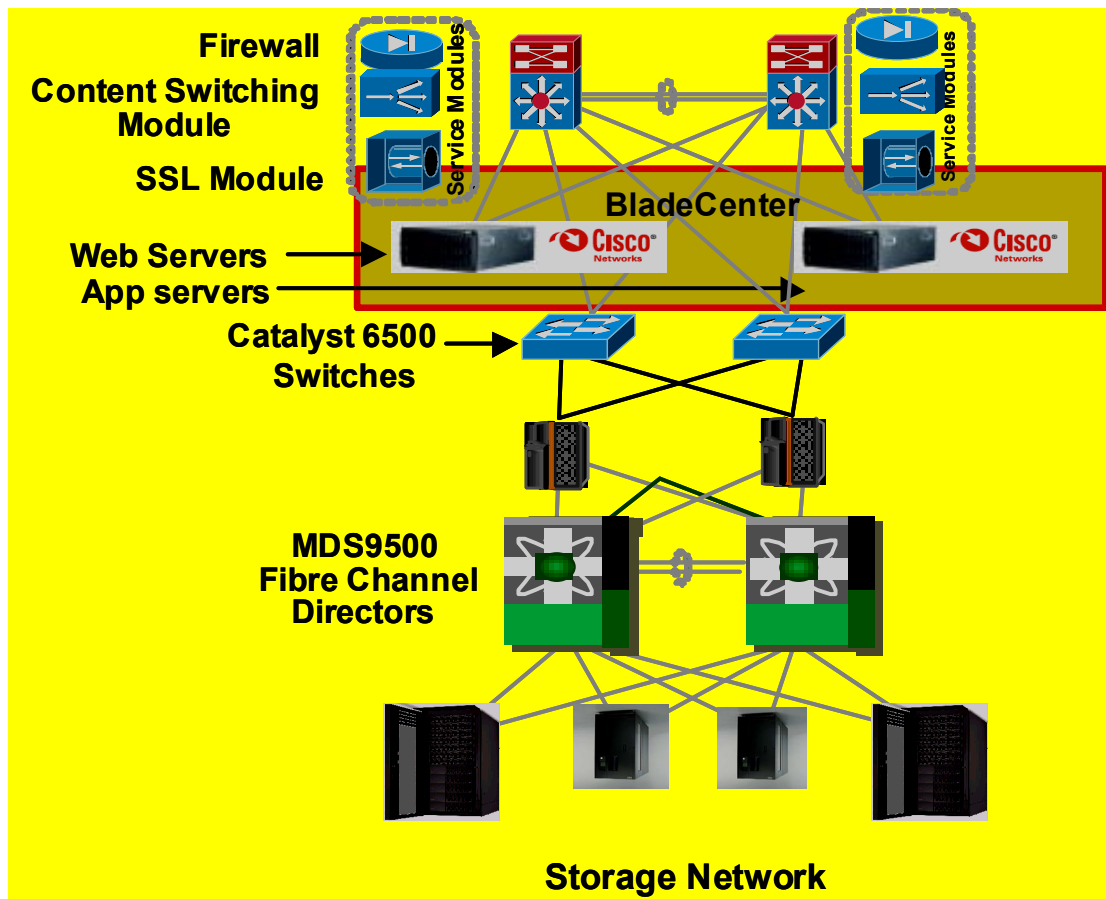 Firewall
Content Switching
Module
SSL Module
Service Modules
Service Modules
BladeCenter
CISCO®
Networks
CISCO®
Networks
Web Servers
App servers
Catalyst 6500
Switches
MDS9500
Fibre Channel
Directors
Storage Network